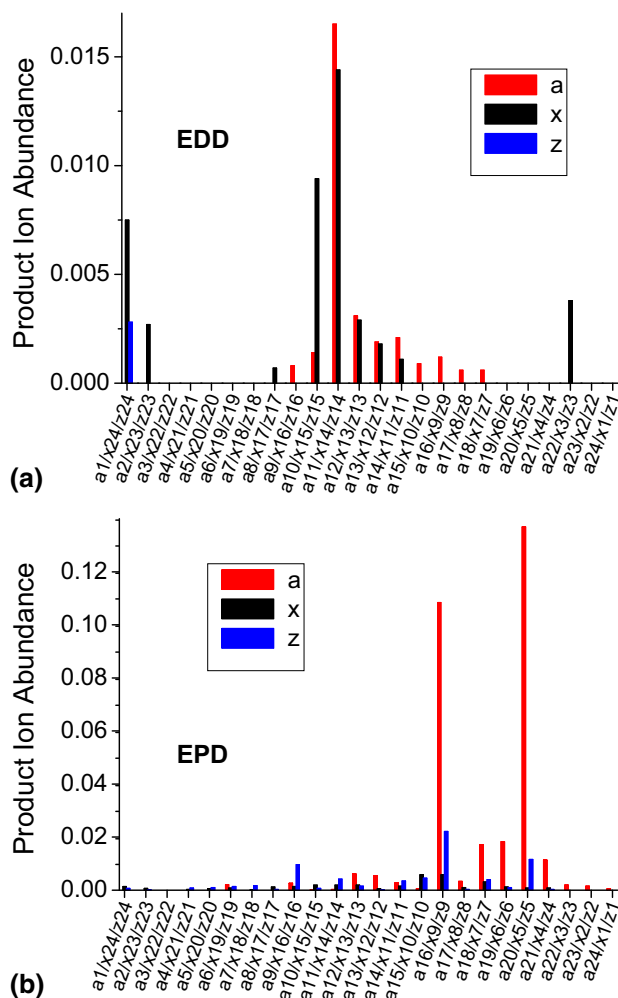 0.015
0.010
0.005
0.000
Product Ion Abundance
EDD
a
x
z
a1/x24/z24
a2/x23/z23
a3/x22/z22
a4/x21/z21
a5/x20/z20
a6/x19/z19
a7/x18/z18
a8/x17/z17
a9/x16/z16
a10/x15/z15
a11/x14/z14
a12/x13/z13
a13/x12/z12
a14/x11/z11
a15/x10/z10
a16/x9/z9
a17/x8/z8
a18/x7/z7
a19/x6/z6
a20/x5/z5
a21/x4/z4
a22/x3/z3
a23/x2/z2
a24/x1/z1
(a)
0.12
0.10
0.08
0.06
0.04
0.02
0.00
Product Ion Abundance
a
x
z
EPD
a1/x24/z24
a2/x23/z23
a3/x22/z22
a4/x21/z21
a5/x20/z20
a6/x19/z19
a7/x18/z18
a8/x17/z17
a9/x16/z16
a10/x15/z15
a11/x14/z14
a12/x13/z13
a13/x12/z12
a14/x11/z11
a15/x10/z10
a16/x9/z9
a17/x8/z8
a18/x7/z7
a19/x6/z6
a20/x5/z5
a21/x4/z4
a22/x3/z3
a23/x2/z2
a24/x1/z1
(b)